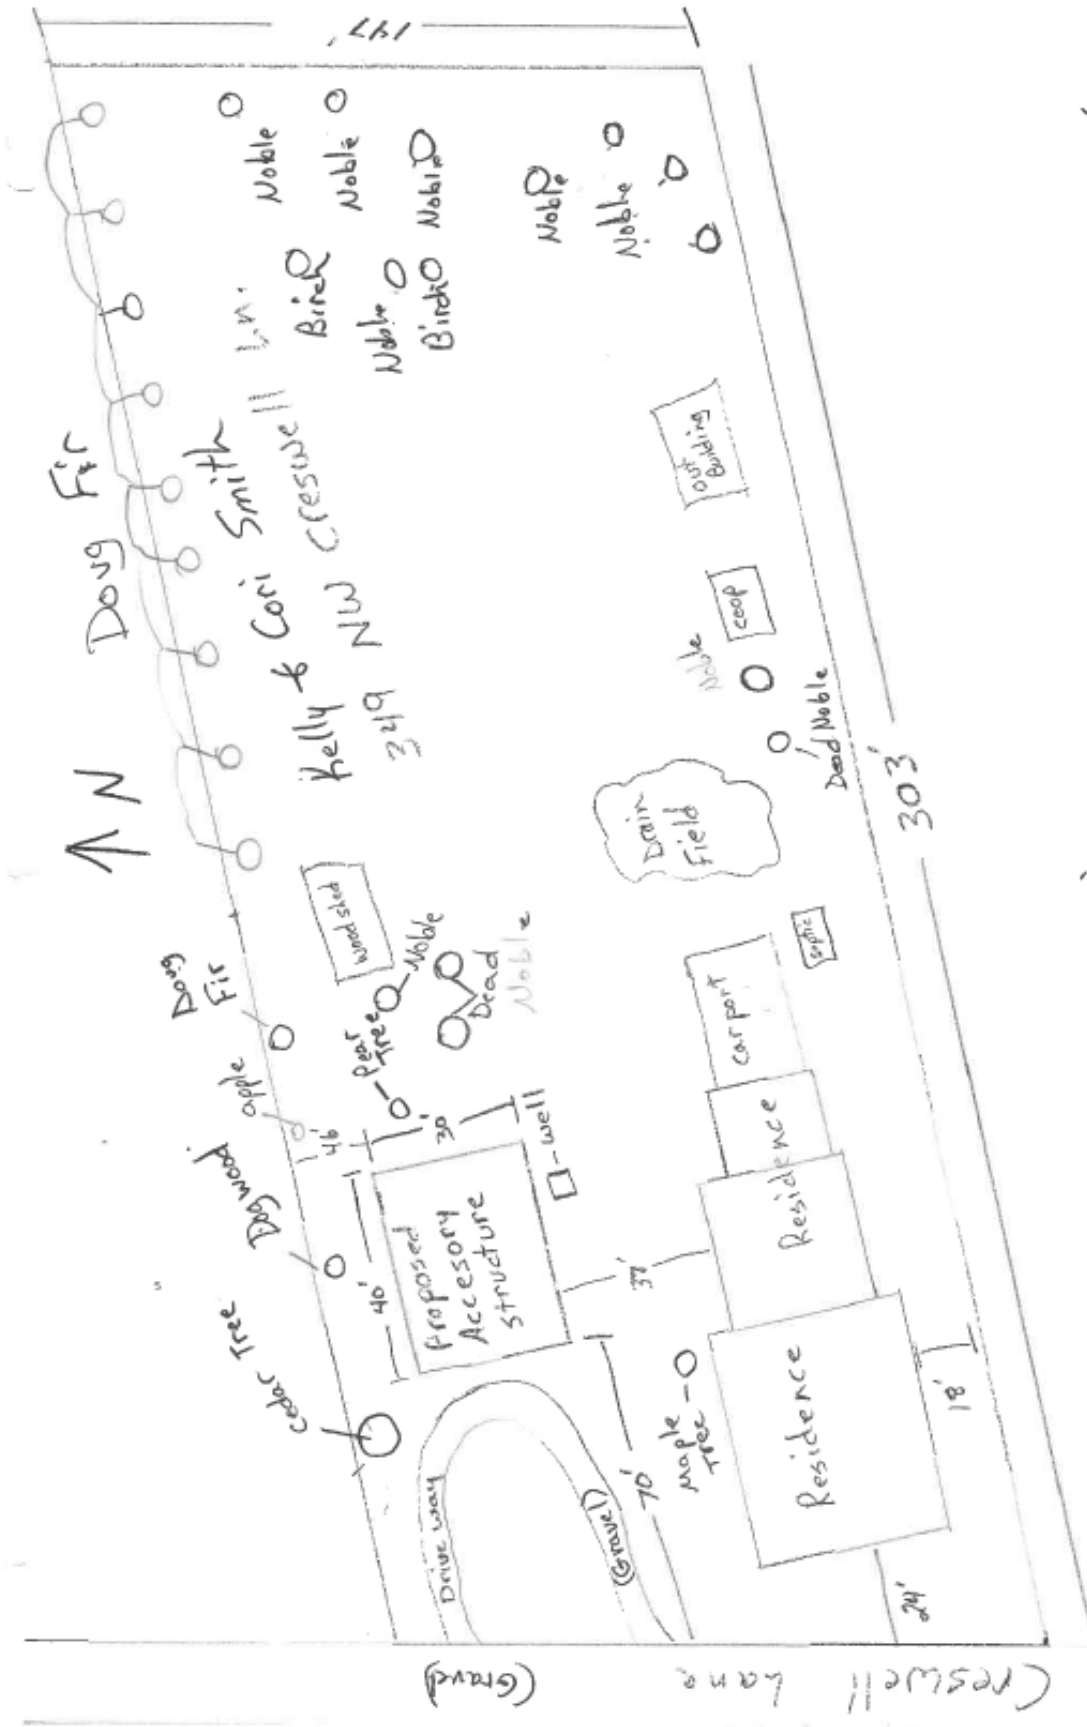 147'
Noble
Noble
Noble
Noble
Noble
Birch
Noble
Birch
Doug Fir
Kelly & Cori Smith
349 NW Creswell Ln.
N
Out
Building
Coop
Noble
Dead Noble
303'
Drain
Field
woodshed
Doug
Fir
apple
Pear
Tree
Noble
Dead
Noble
septic
carport
Residence
Residence
Residence
well
46'
30'
40'
Proposed
Accesory
structure
37'
Dogwood
Cedar Tree
Drive way
(Gravel)
70'
Maple
Tree
18'
24'
Creswell Lane (Gravel)